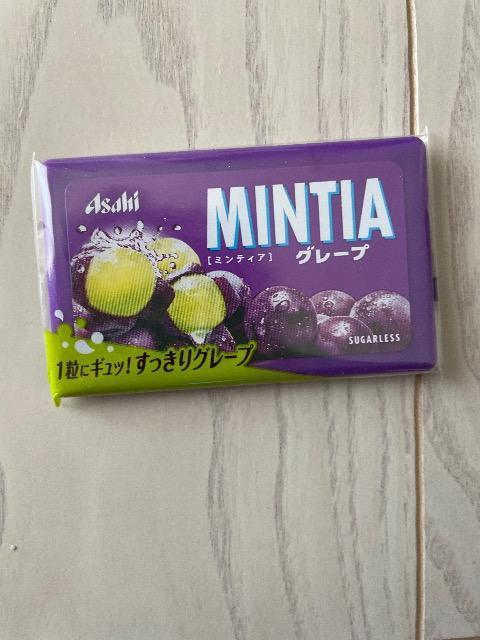 Asahi
MINTIA
[ミンティア] グレープ
SUGARLESS
1粒にギュッ!すっきりグレープ